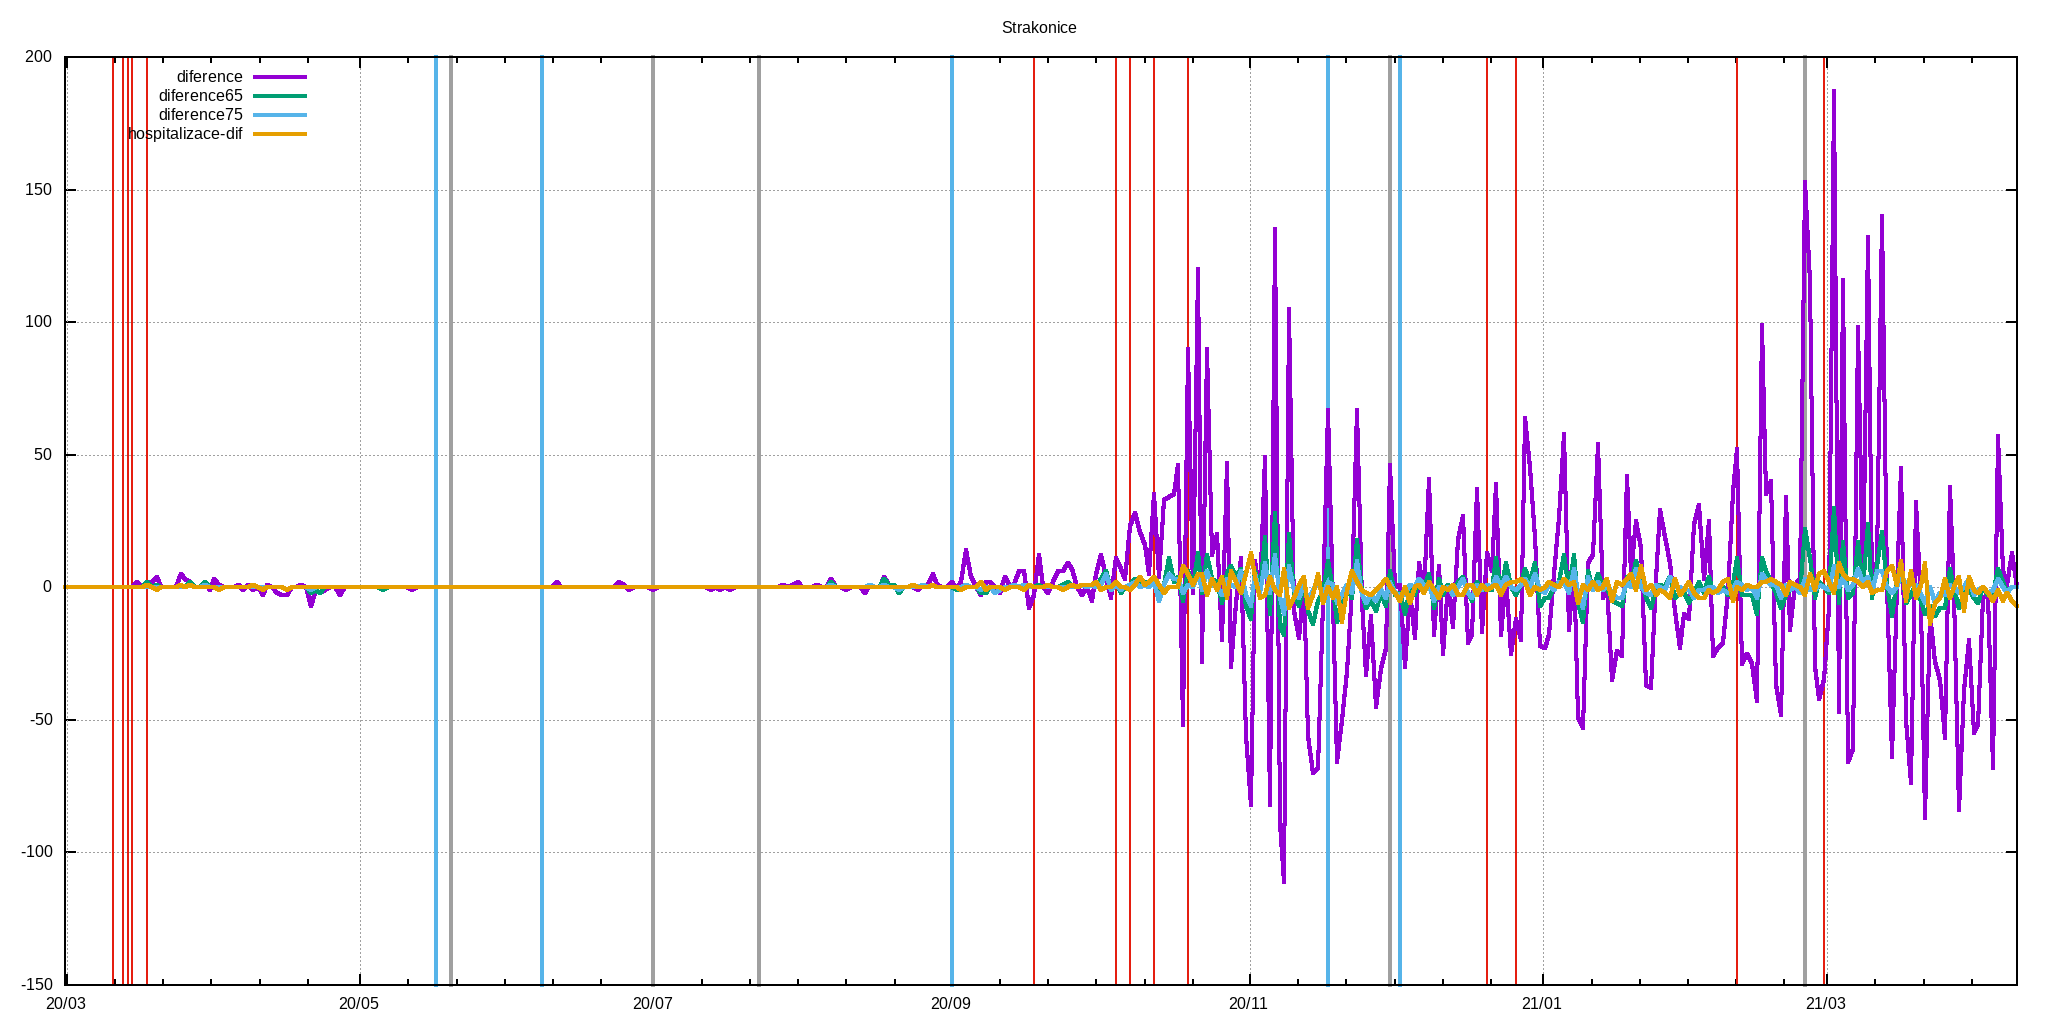 Strakonice
200
diference
diference65
diference75
hospitalizace-dif
150
100
50
0
-50
-100
-150
20/03 20/05 20/07 20/09 20/11 21/01 21/03